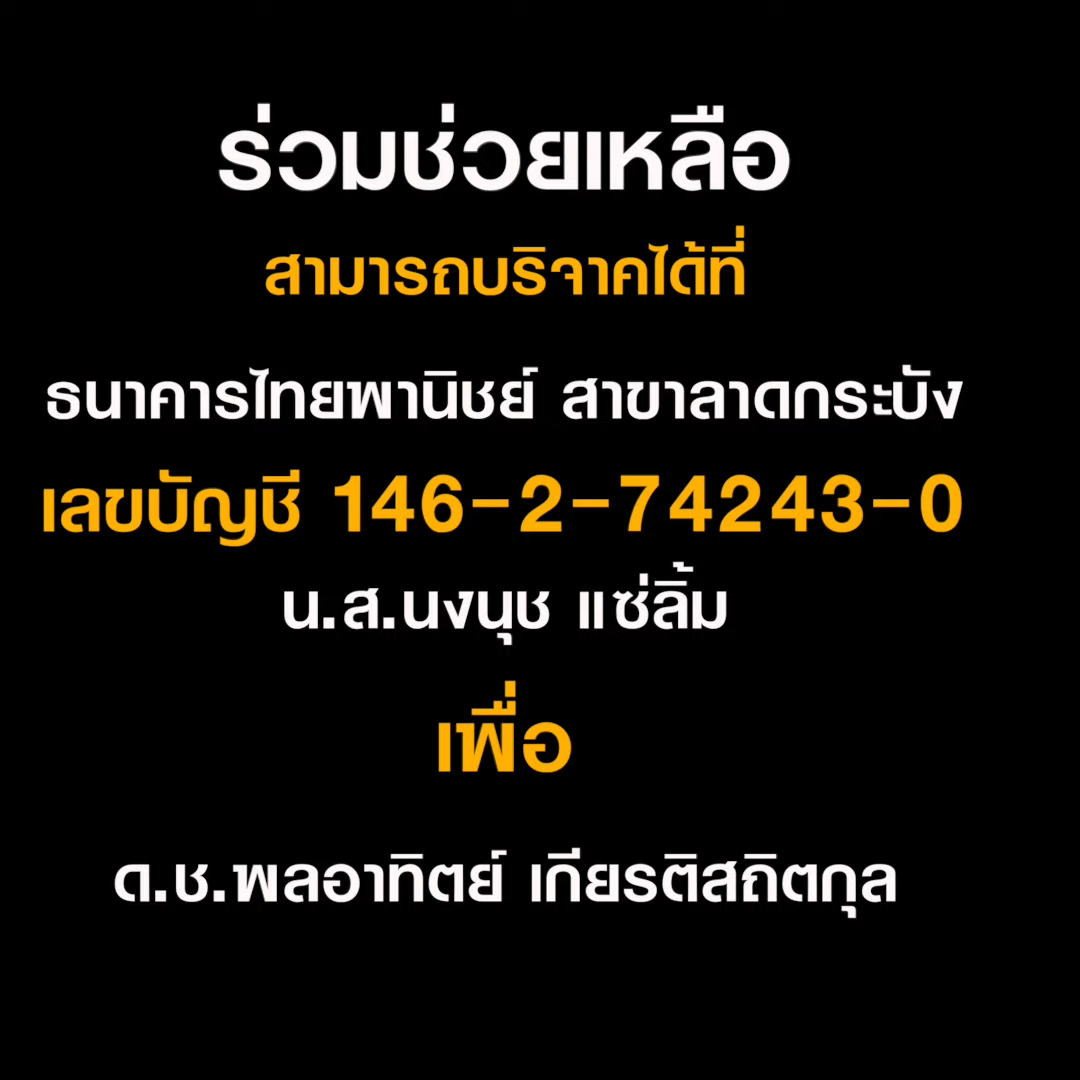 ร่วมช่วยเหลือ
สามารถบริจาคได้ที่
ธนาคารไทยพานิชย์ สาขาลาดกระบัง
เลขบัญชี 146-2-74243-0
น.ส.นงนุช แซ่ลิ้ม
เพื่อ
ด.ช.พลอาทิตย์ เกียรติสถิตกุล